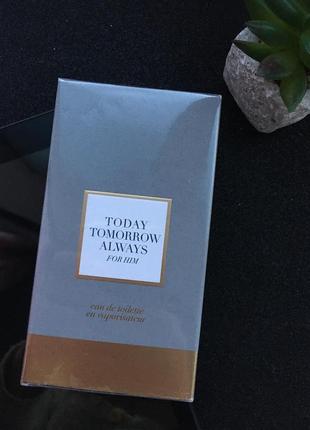 TODAY
TOMORROW
ALWAYS
FOR HIM
eau de toilette
en vaporisateur